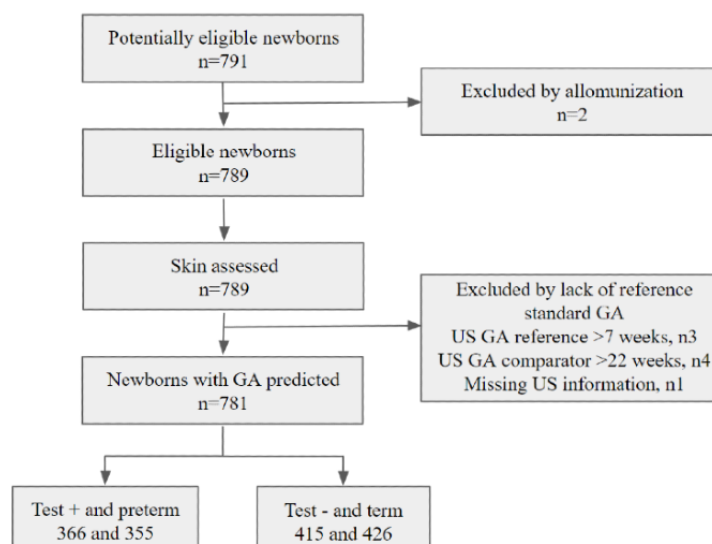 Potentially eligible newborns
n=791
Excluded by allomunization
n=2
Eligible newborns
n=789
Skin assessed
n=789
Excluded by lack of reference
standard GA
US GA reference >7 weeks, n3
US GA comparator >22 weeks, n4
Missing US information, n1
Newborns with GA predicted
n=781
Test + and preterm
366 and 355
Test - and term
415 and 426